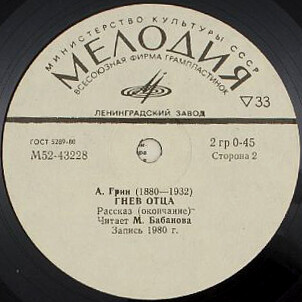 МИНИСТЕРСТВО КУЛЬТУРЫ СССР
МЕЛОДИЯ
ВСЕСОЮЗНАЯ ФИРМА ГРАМПЛАСТИНОК
ЛЕНИНГРАДСКИЙ ЗАВОД
▽33
ГОСТ 5289-80
М52-43228
2 гр 0-45
Сторона 2
А. Грин (1880—1932)
ГНЕВ ОТЦА
Рассказ (окончание)
Читает М. Бабанова
Запись 1980 г.